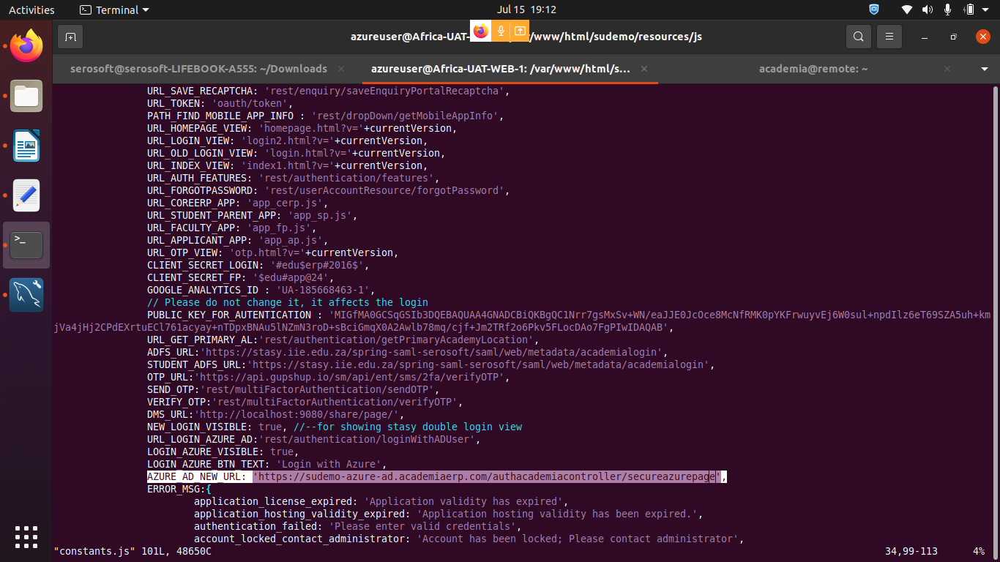 Activities Terminal Jul 15 19:12
azureuser@Africa-UAT- /www/html/sudemo/resources/js
serosoft@serosoft-LIFEBOOK-A555: ~/Downloads azureuser@Africa-UAT-WEB-1: /var/www/html/s... academia@remote: ~
URL_SAVE_RECAPTCHA: 'rest/enquiry/saveEnquiryPortalRecaptcha',
URL_TOKEN: 'oauth/token',
PATH_FIND_MOBILE_APP_INFO : 'rest/dropDown/getMobileAppInfo',
URL_HOMEPAGE_VIEW: 'homepage.html?v='+currentVersion,
URL_LOGIN_VIEW: 'login2.html?v='+currentVersion,
URL_OLD_LOGIN_VIEW: 'login.html?v='+currentVersion,
URL_INDEX_VIEW: 'index1.html?v='+currentVersion,
URL_AUTH_FEATURES: 'rest/authentication/features',
URL_FORGOTPASSWORD: 'rest/userAccountResource/forgotPassword',
URL_COREERP_APP: 'app_cerp.js',
URL_STUDENT_PARENT_APP: 'app_sp.js',
URL_FACULTY_APP: 'app_fp.js',
URL_APPLICANT_APP: 'app_ap.js',
URL_OTP_VIEW: 'otp.html?v='+currentVersion,
CLIENT_SECRET_LOGIN: '#edu$erp#2016$',
CLIENT_SECRET_FP: '$edu#app@24',
GOOGLE_ANALYTICS_ID : 'UA-185668463-1',
// Please do not change it, it affects the login
PUBLIC_KEY_FOR_AUTENTICATION : 'MIGfMA0GCSqGSIb3DQEBAQUAA4GNADCBiQKBgQC1Nrr7gsMxSv+WN/eaJJE0JcOce8McNfRMK0pYKFrwuyvEj6W0sul+npdIlz6eT69SZA5uh+km
jVa4jHj2CPdEXrtuECl761acyay+nTDpxBNAu5lNZmN3roD+sBciGmqX0A2Awlb78mq/cjf+Jm2TRf2o6Pkv5FLocDAo7FgPIwIDAQAB',
URL_GET_PRIMARY_AL:'rest/authentication/getPrimaryAcademyLocation',
ADFS_URL:'https://stasy.iie.edu.za/spring-saml-serosoft/saml/web/metadata/academialogin',
STUDENT_ADFS_URL:'https://stasy.iie.edu.za/spring-saml-serosoft/saml/web/metadata/academialogin',
OTP_URL:'https://api.gupshup.io/sm/api/ent/sms/2fa/verifyOTP',
SEND_OTP:'rest/multiFactorAuthentication/sendOTP',
VERIFY_OTP:'rest/multiFactorAuthentication/verifyOTP',
DMS_URL:'http://localhost:9080/share/page/',
NEW_LOGIN_VISIBLE: true, //--for showing stasy double login view
URL_LOGIN_AZURE_AD:'rest/authentication/loginWithADUser',
LOGIN_AZURE_VISIBLE: true,
LOGIN_AZURE_BTN_TEXT: 'Login with Azure',
AZURE_AD_NEW_URL: 'https://sudemo-azure-ad.academiaerp.com/authacademiacontroller/secureazurepage',
ERROR_MSG:{
application_license_expired: 'Application validity has expired',
application_hosting_validity_expired: 'Application hosting validity has been expired.',
authentication_failed: 'Please enter valid credentials',
account_locked_contact_administrator: 'Account has been locked; Please contact administrator',
"constants.js" 101L, 48650C 34,99-113 4%